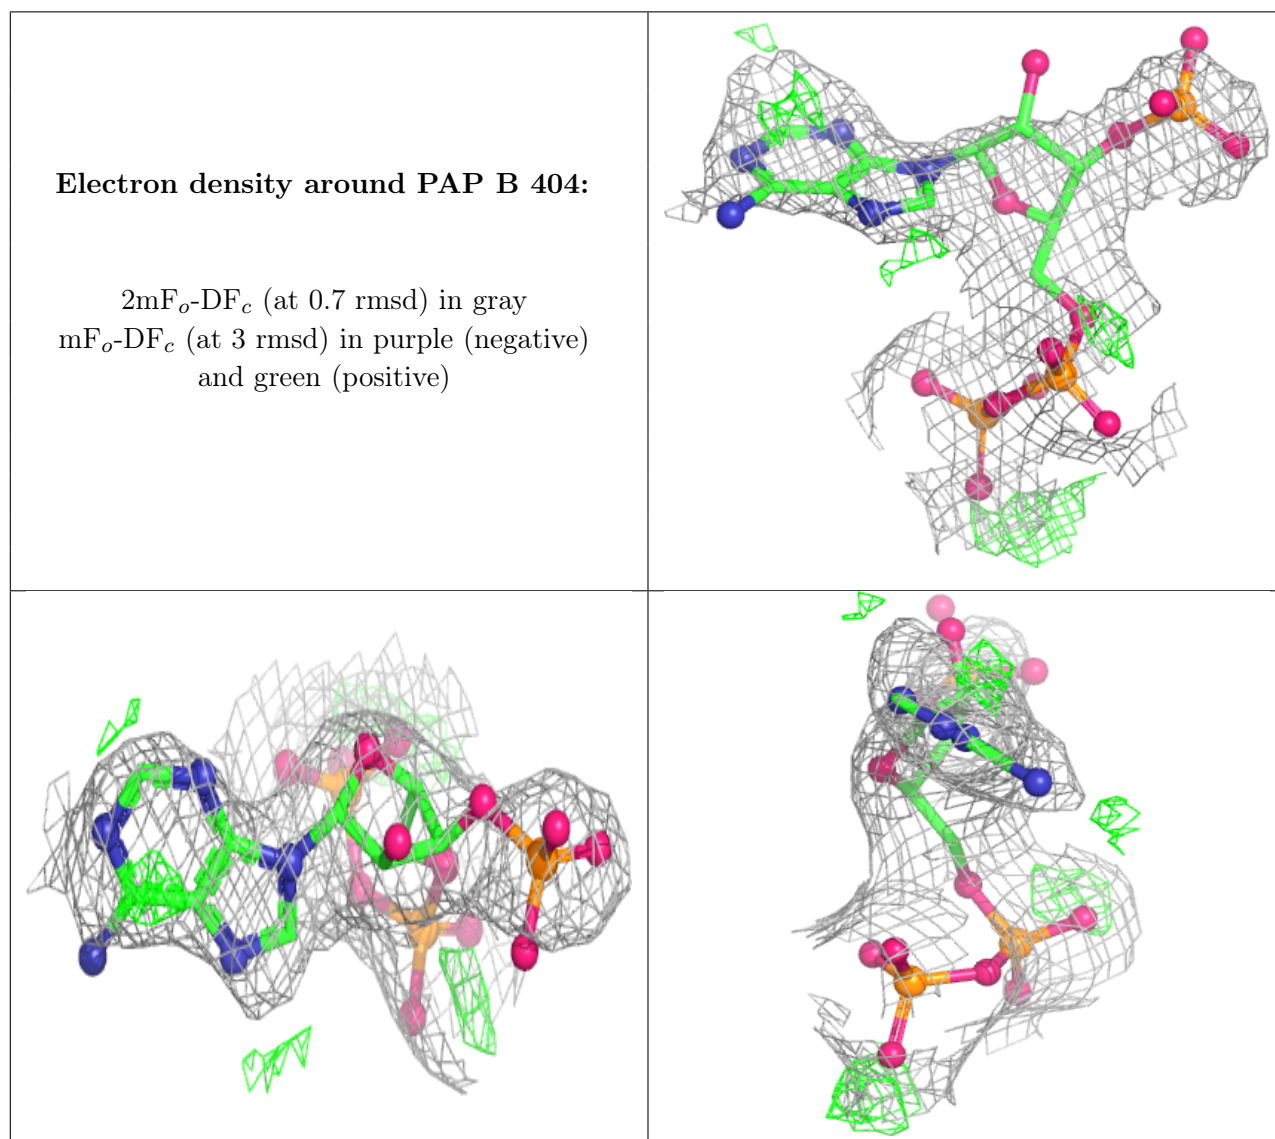 Electron density around PAP B 404:
2mFₒ-DF𝒸 (at 0.7 rmsd) in gray
mFₒ-DF𝒸 (at 3 rmsd) in purple (negative)
and green (positive)